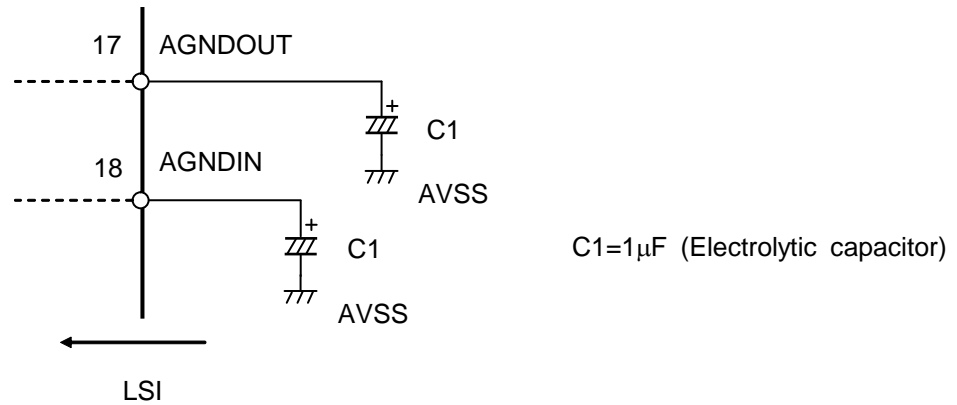 17 AGNDOUT
+
C1
AVSS
18 AGNDIN
+
C1
AVSS
C1=1μF (Electrolytic capacitor)
LSI